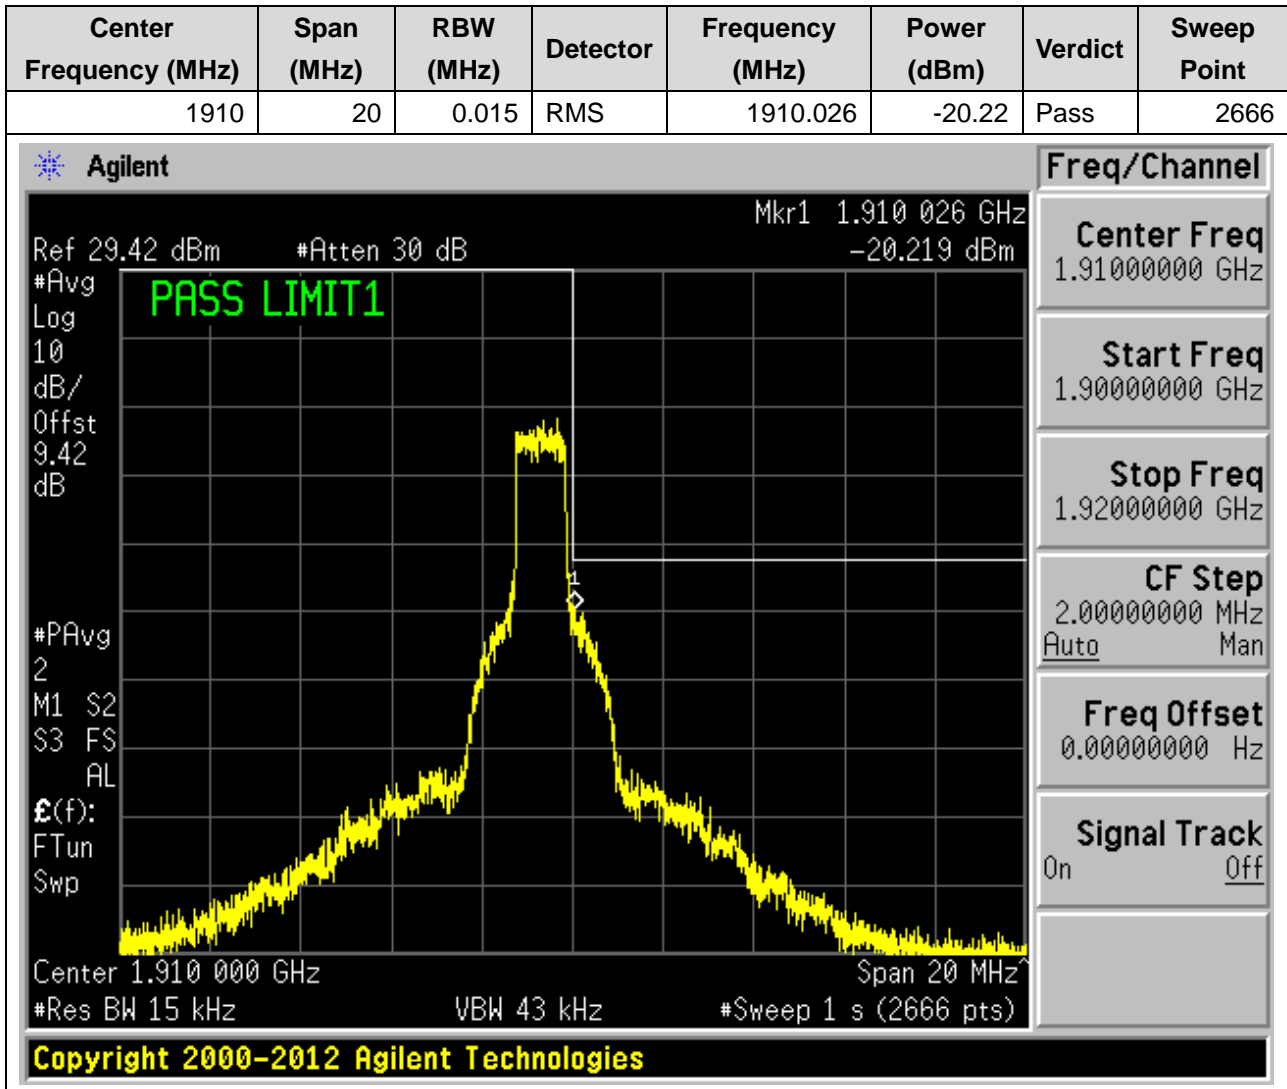 Center Frequency (MHz) Span (MHz) RBW (MHz) Detector Frequency (MHz) Power (dBm) Verdict Sweep Point
1910 20 0.015 RMS 1910.026 -20.22 Pass 2666
Agilent
Freq/Channel
Mkr1 1.910 026 GHz
Ref 29.42 dBm #Atten 30 dB -20.219 dBm
#Avg
Log
10
dB/
Offst
9.42
dB
PASS LIMIT1
1
#PAvg
2
M1 S2
S3 FS
AL
£(f):
FTun
Swp
Center 1.910 000 GHz Span 20 MHz^
#Res BW 15 kHz VBW 43 kHz #Sweep 1 s (2666 pts)
Center Freq
1.91000000 GHz
Start Freq
1.90000000 GHz
Stop Freq
1.92000000 GHz
CF Step
2.00000000 MHz
Auto Man
Freq Offset
0.00000000 Hz
Signal Track
On Off
Copyright 2000-2012 Agilent Technologies